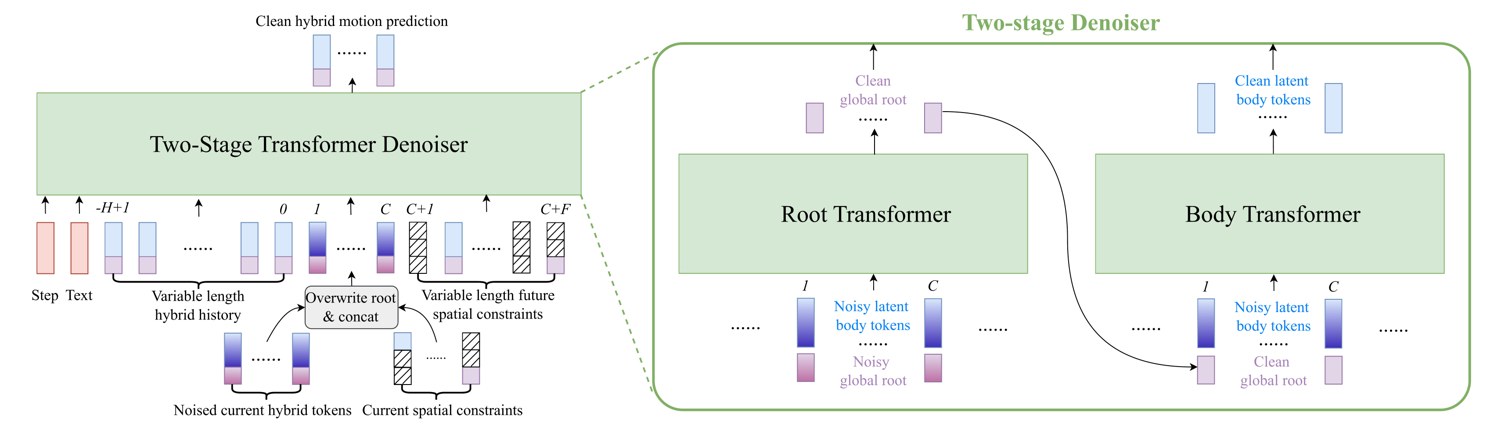 Clean hybrid motion prediction
......
Two-Stage Transformer Denoiser
-H+1
0
1
C
C+1
C+F
......
......
......
Step
Text
Variable length
hybrid history
Overwrite root
& concat
Variable length future
spatial constraints
......
......
Noised current hybrid tokens
Current spatial constraints
Two-stage Denoiser
Clean
global root
......
Root Transformer
1
C
......
Noisy latent
body tokens
......
Noisy
global root
......
Clean latent
body tokens
......
Body Transformer
1
C
......
Noisy latent
body tokens
......
Clean
global root
......